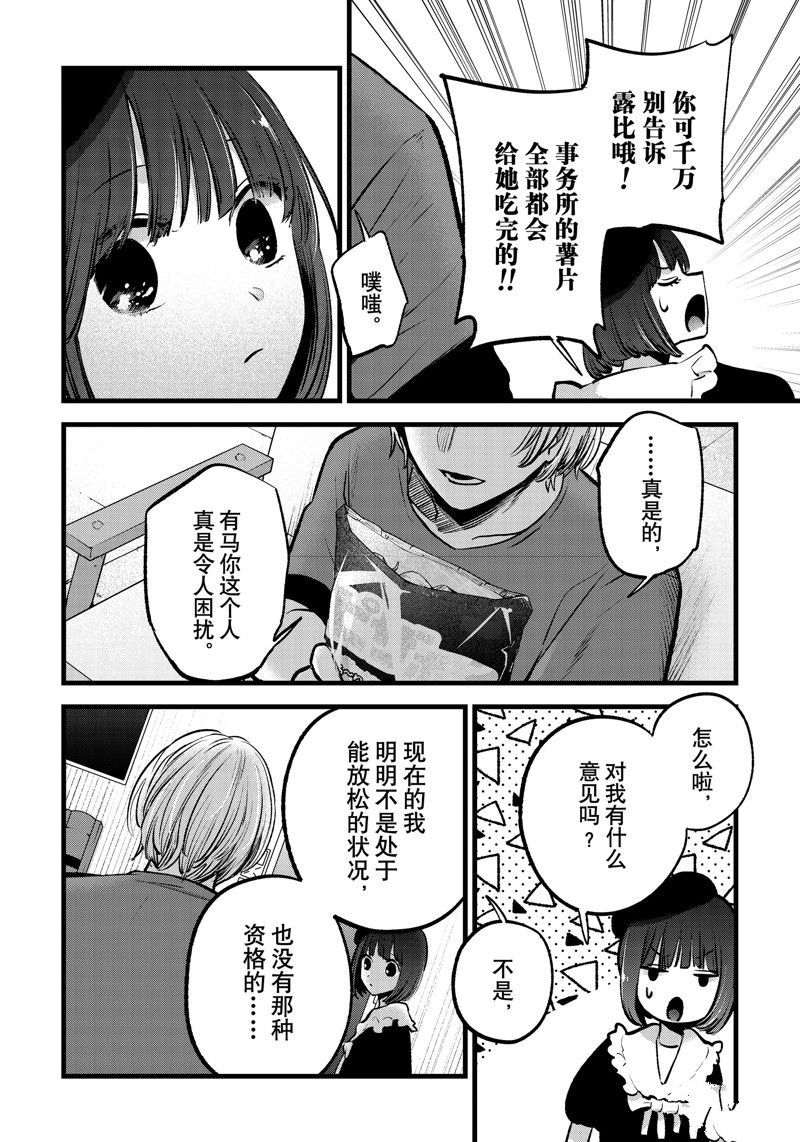 你可千万
别告诉
露比哦！
事务所的薯片
全部都会
给她吃完的!!
噗嗤。
……真是的，
有马你这个人
真是令人困扰。
怎么啦，
对我有什么
意见吗？
不是，
现在的我
明明不是处于
能放松的状况，
也没有那种
资格的……